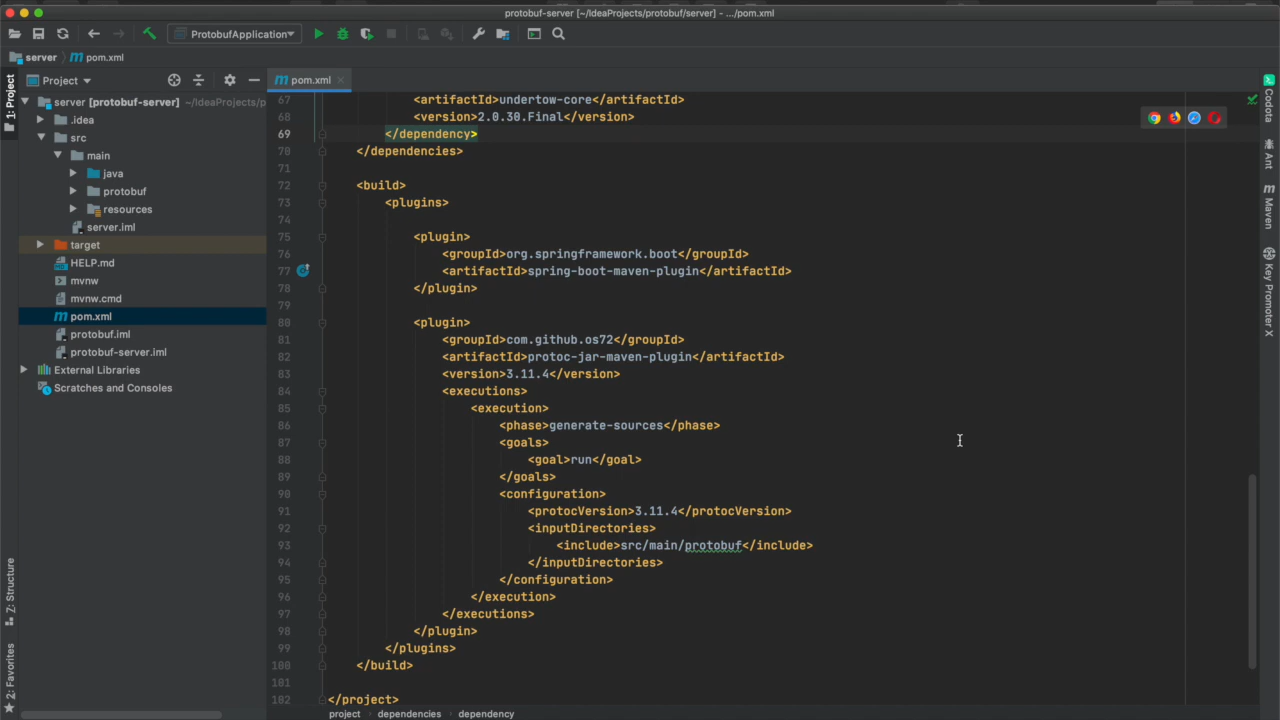 protobuf-server [~/IdeaProjects/protobuf/server] - .../pom.xml
ProtobufApplication
server
pom.xml
1: Project
Project
pom.xml
server [protobuf-server] ~/IdeaProjects/p
.idea
src
main
java
protobuf
resources
server.iml
target
HELP.md
mvnw
mvnw.cmd
pom.xml
protobuf.iml
protobuf-server.iml
External Libraries
Scratches and Consoles
67 <artifactId>undertow-core</artifactId>
68 <version>2.0.30.Final</version>
69 </dependency>
70 </dependencies>
71
72 <build>
73 <plugins>
74
75 <plugin>
76 <groupId>org.springframework.boot</groupId>
77 <artifactId>spring-boot-maven-plugin</artifactId>
78 </plugin>
79
80 <plugin>
81 <groupId>com.github.os72</groupId>
82 <artifactId>protoc-jar-maven-plugin</artifactId>
83 <version>3.11.4</version>
84 <executions>
85 <execution>
86 <phase>generate-sources</phase>
87 <goals>
88 <goal>run</goal>
89 </goals>
90 <configuration>
91 <protocVersion>3.11.4</protocVersion>
92 <inputDirectories>
93 <include>src/main/protobuf</include>
94 </inputDirectories>
95 </configuration>
96 </execution>
97 </executions>
98 </plugin>
99 </plugins>
100 </build>
101
102 </project>
project
dependencies
dependency
Codota
Ant
Maven
Key Promoter X
Z: Structure
2: Favorites